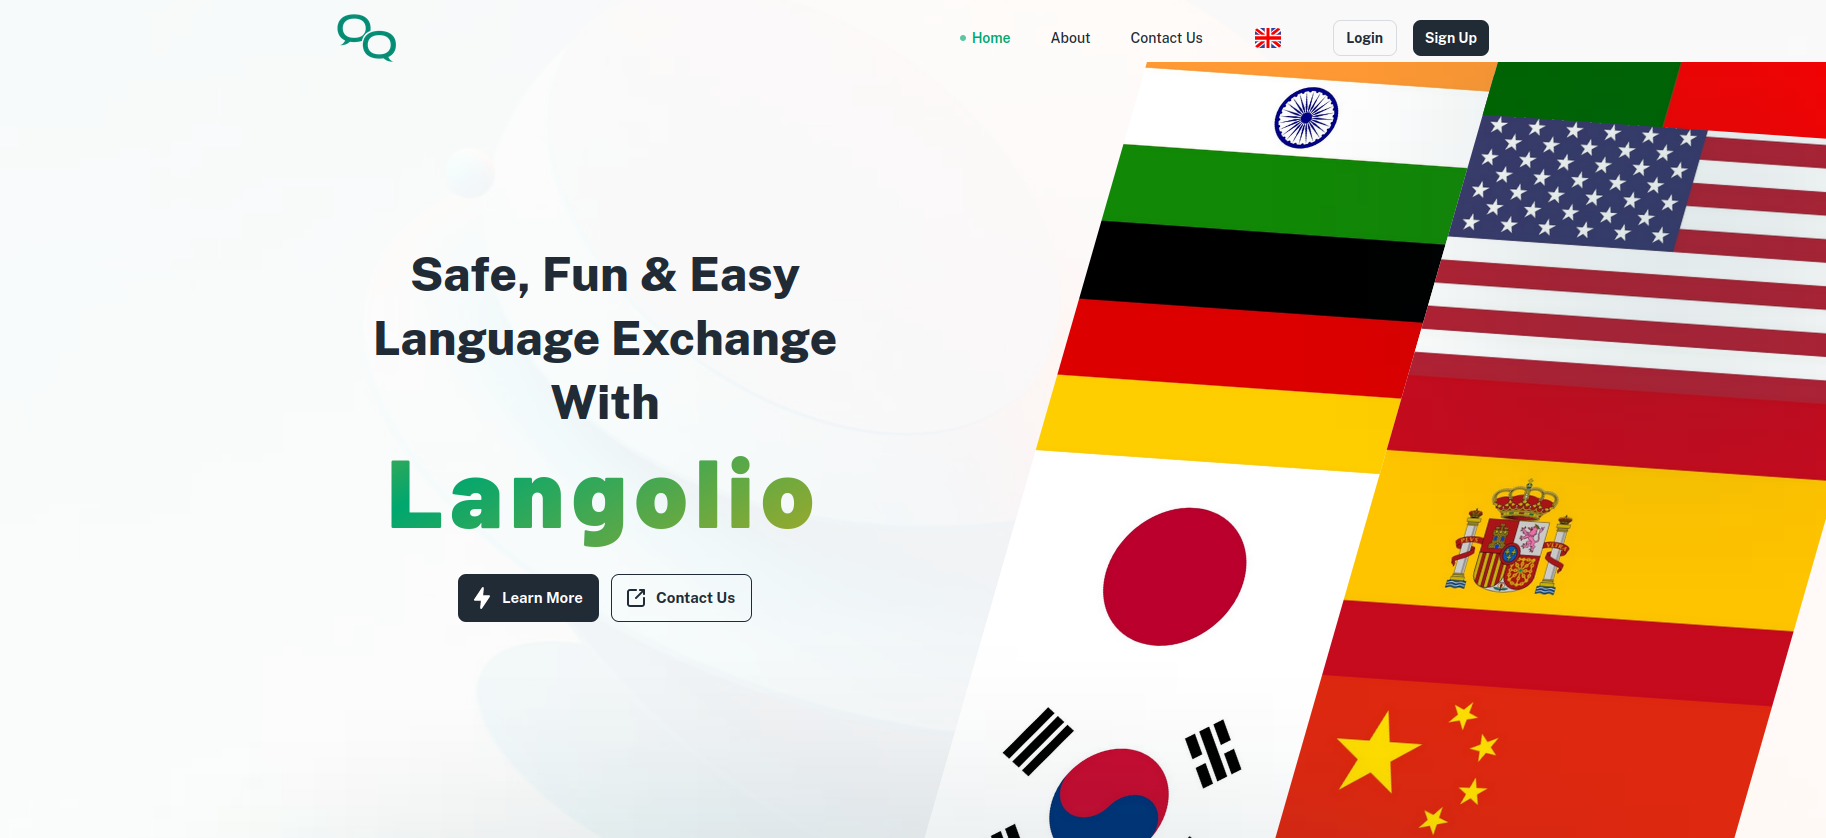 Home
About
Contact Us
Login
Sign Up
Safe, Fun & Easy
Language Exchange
With
Langolio
Learn More
Contact Us